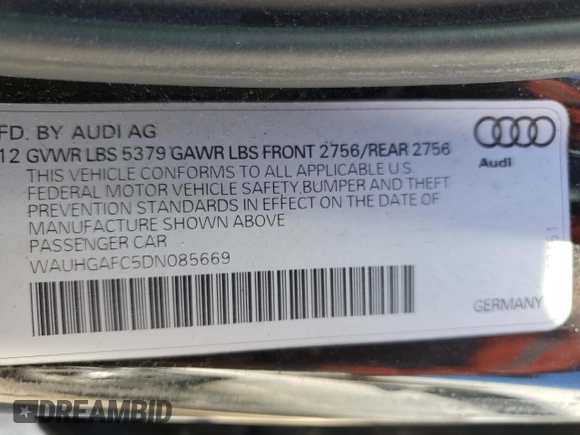 FD. BY AUDI AG
12 GVWR LBS 5379 GAWR LBS FRONT 2756/REAR 2756
THIS VEHICLE CONFORMS TO ALL APPLICABLE U.S.
FEDERAL MOTOR VEHICLE SAFETY,BUMPER AND THEFT
PREVENTION STANDARDS IN EFFECT ON THE DATE OF
MANUFACTURE SHOWN ABOVE
PASSENGER CAR
WAUHGAFC5DN085669
Audi
GERMANY
DREAMBID